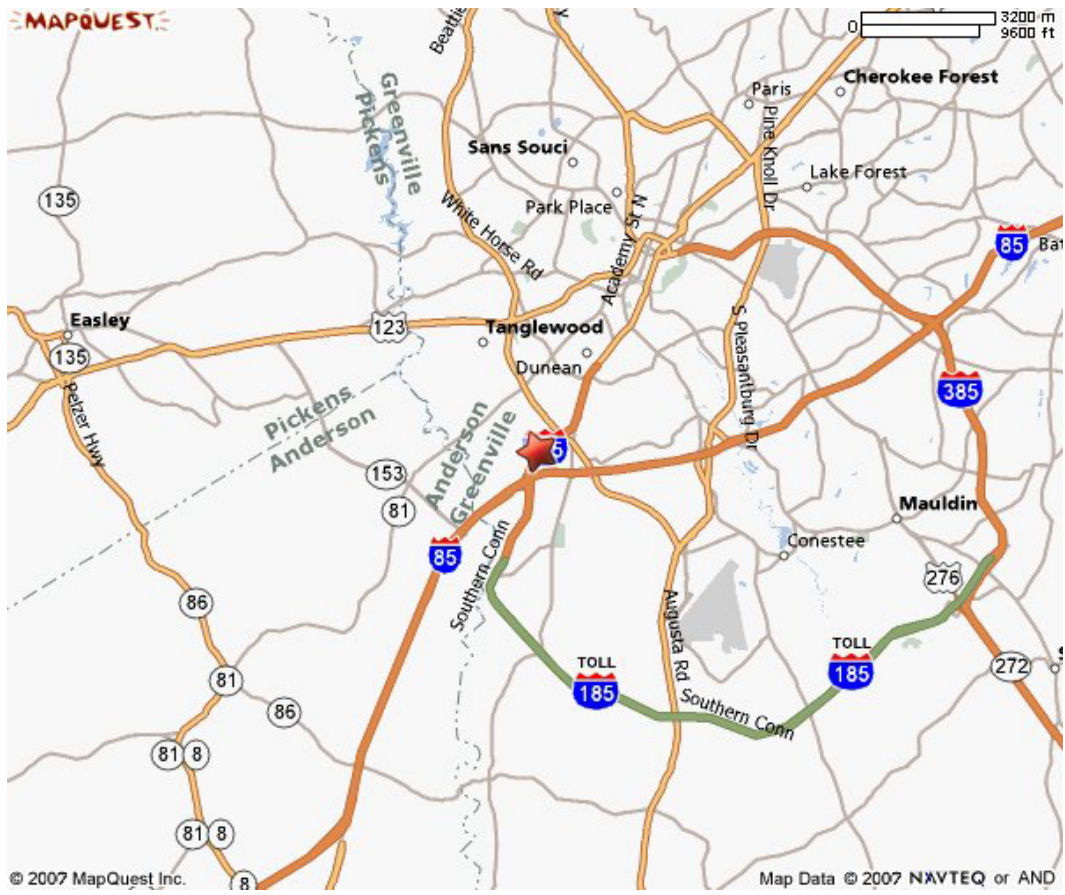 MAPQUEST
0
3200 m
9600 ft
Beattie
Greenville
Pickens
Paris
Cherokee Forest
Pine Knoll Dr
Sans Souci
Lake Forest
135
Park Place
White Horse Rd
Academy St N
85
Bat
Easley
123
Tanglewood
135
Dunean
S Pleasantburg Dr
385
Pelzer Hwy
Pickens
Anderson
Anderson
Greenville
5
153
81
Mauldin
Southern Conn
85
Conestee
276
86
Augusta Rd
TOLL
185
TOLL
185
272
S
81
86
Southern Conn
81
8
81
8
8
© 2007 MapQuest Inc.
Map Data © 2007 NAVTEQ or AND